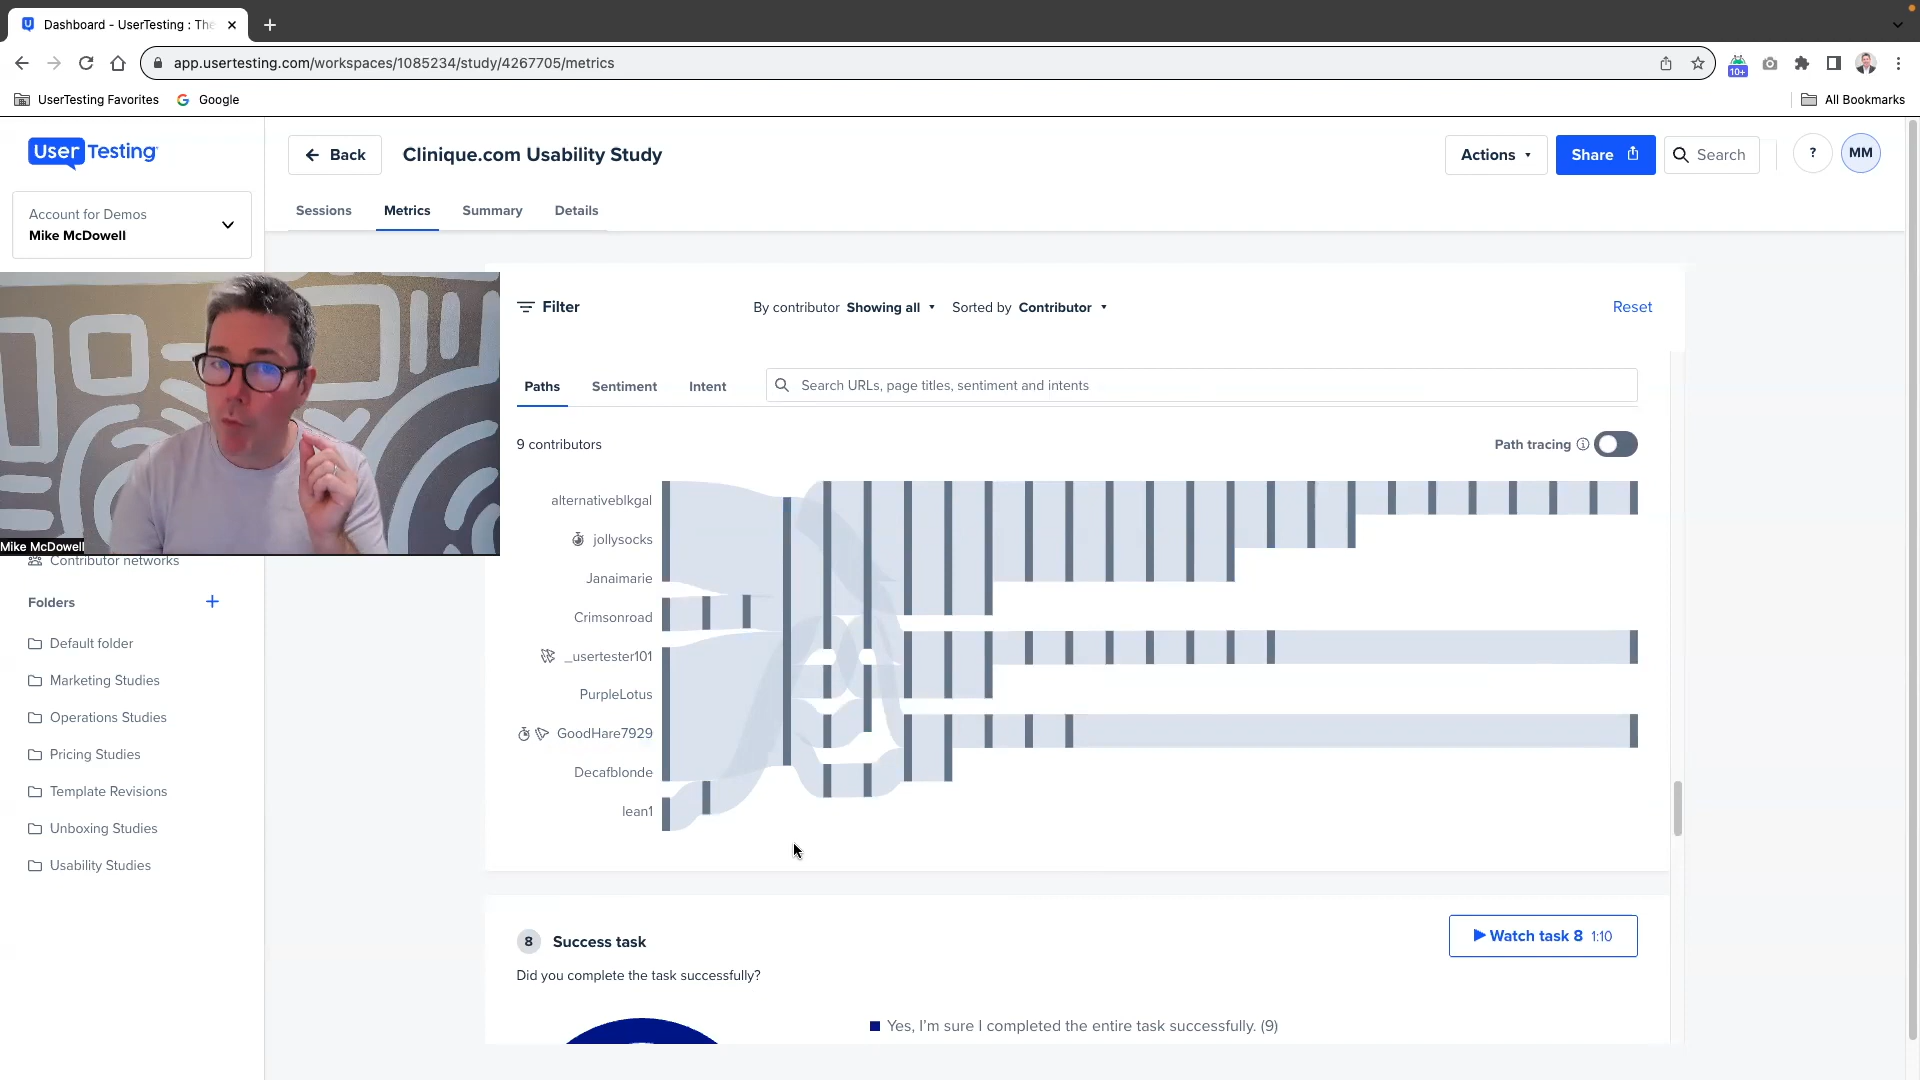 Dashboard - UserTesting : The
app.usertesting.com/workspaces/1085234/study/4267705/metrics
10+
UserTesting Favorites
Google
All Bookmarks
UserTesting
Back
Clinique.com Usability Study
Actions
Share
Search
?
MM
Account for Demos
Mike McDowell
Sessions
Metrics
Summary
Details
Filter
By contributor Showing all
Sorted by Contributor
Reset
Paths
Sentiment
Intent
Search URLs, page titles, sentiment and intents
9 contributors
Path tracing
alternativeblkgal
jollysocks
Janaimarie
Crimsonroad
_usertester101
PurpleLotus
GoodHare7929
Decafblonde
lean1
Mike McDowell
Contributor networks
Folders
Default folder
Marketing Studies
Operations Studies
Pricing Studies
Template Revisions
Unboxing Studies
Usability Studies
8 Success task
Watch task 8 1:10
Did you complete the task successfully?
Yes, I'm sure I completed the entire task successfully. (9)